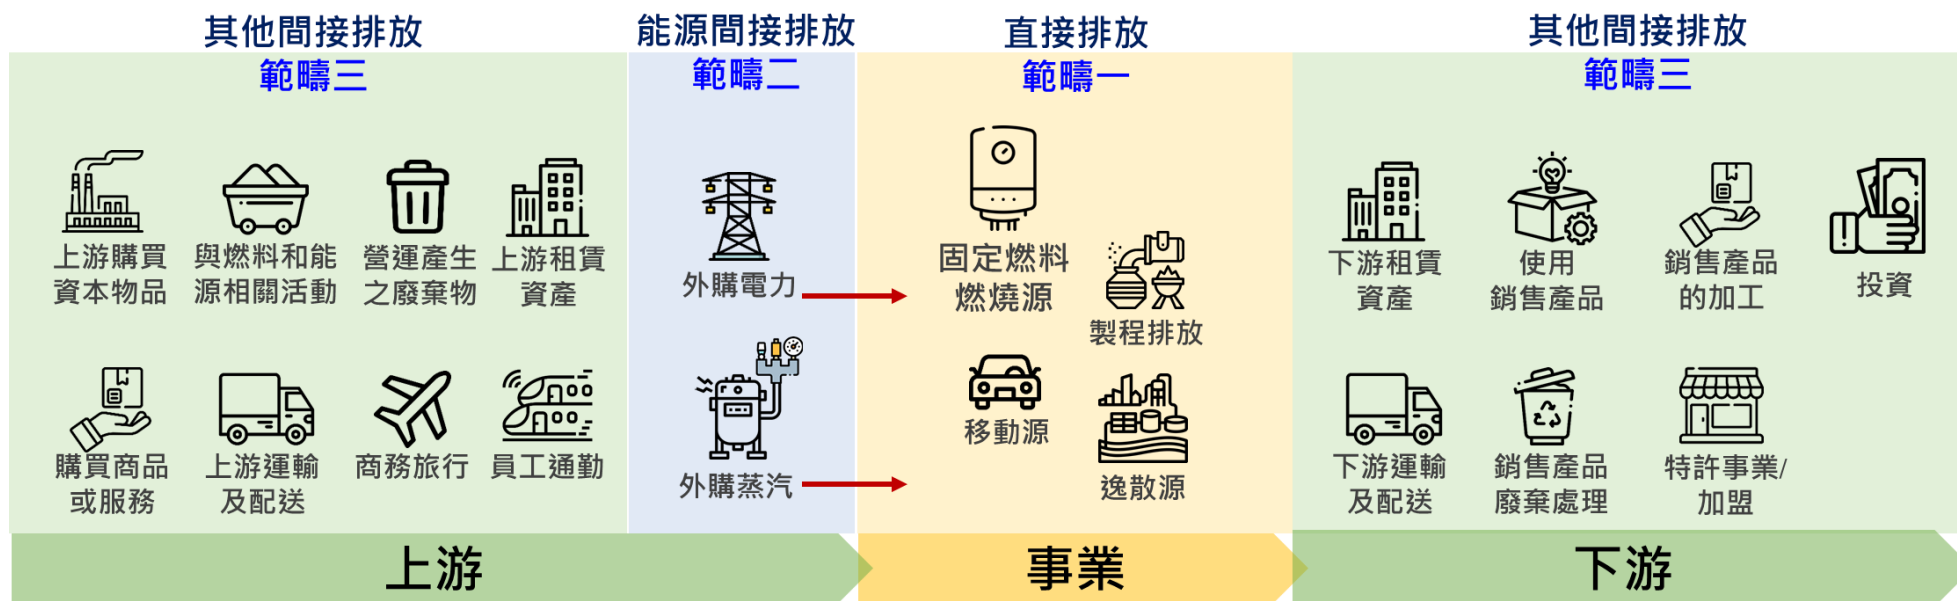 其他間接排放
範疇三
上游購買
資本物品
與燃料和能
源相關活動
營運產生
之廢棄物
上游租賃
資產
購買商品
或服務
上游運輸
及配送
商務旅行
員工通勤
能源間接排放
範疇二
外購電力
外購蒸汽
上游
直接排放
範疇一
固定燃料
燃燒源
製程排放
移動源
逸散源
事業
其他間接排放
範疇三
下游租賃
資產
使用
銷售產品
銷售產品
的加工
投資
下游運輸
及配送
銷售產品
廢棄處理
特許事業/
加盟
下游